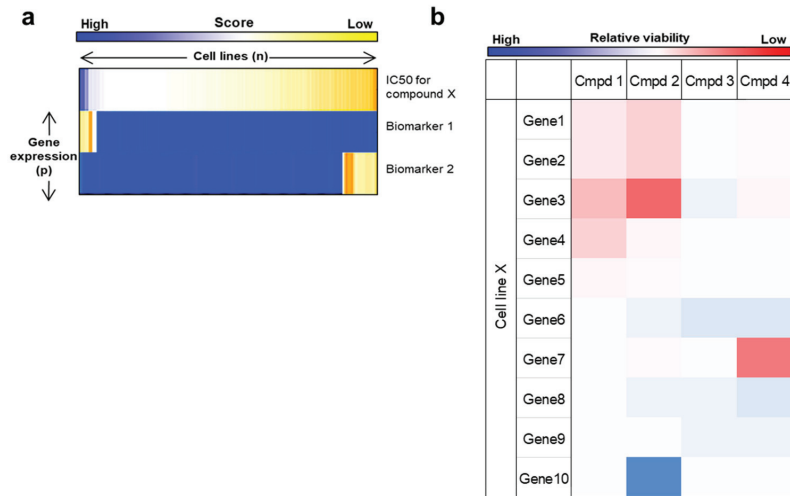 a
High Score Low
Cell lines (n)
IC50 for
compound X
Biomarker 1
Biomarker 2
Gene
expression
(p)
b
High Relative viability Low
Cmpd 1 Cmpd 2 Cmpd 3 Cmpd 4
Cell line X
Gene1
Gene2
Gene3
Gene4
Gene5
Gene6
Gene7
Gene8
Gene9
Gene10